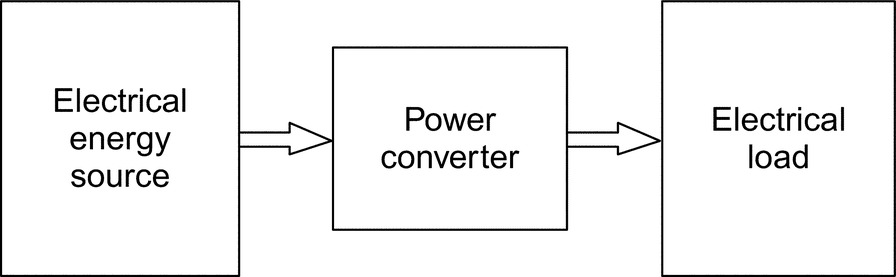 Electrical
energy
source
Power
converter
Electrical
load